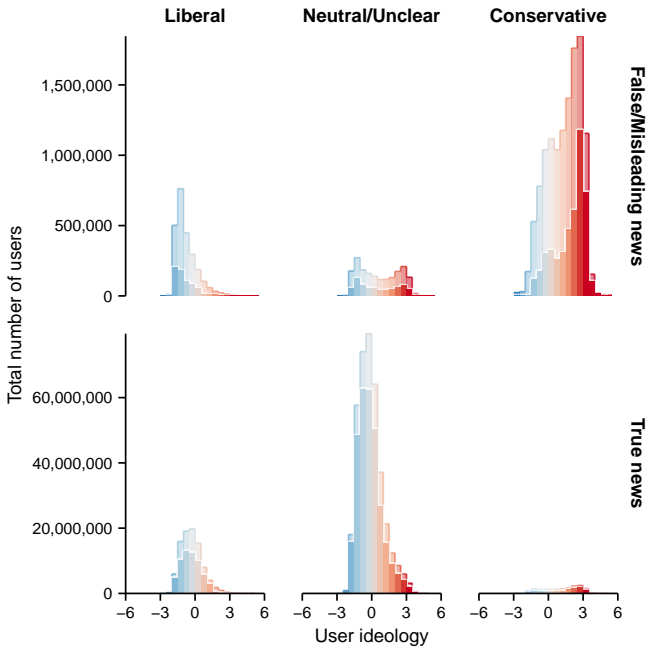 Liberal Neutral/Unclear Conservative
False/Misleading news
1,500,000
1,000,000
500,000
0
Total number of users
True news
60,000,000
40,000,000
20,000,000
0
−6 −3 0 3 6 −6 −3 0 3 6 −6 −3 0 3 6
User ideology